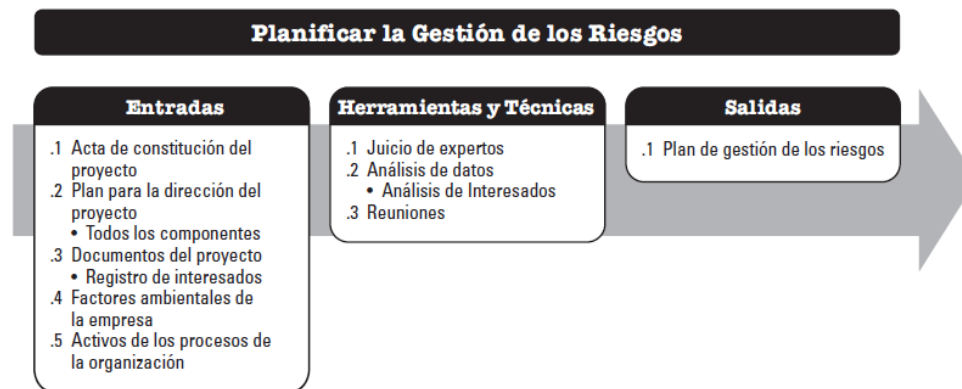 Planificar la Gestión de los Riesgos
Entradas
.1 Acta de constitución del
proyecto
.2 Plan para la dirección del
proyecto
• Todos los componentes
.3 Documentos del proyecto
• Registro de interesados
.4 Factores ambientales de
la empresa
.5 Activos de los procesos de
la organización
Herramientas y Técnicas
.1 Juicio de expertos
.2 Análisis de datos
• Análisis de Interesados
.3 Reuniones
Salidas
.1 Plan de gestión de los riesgos